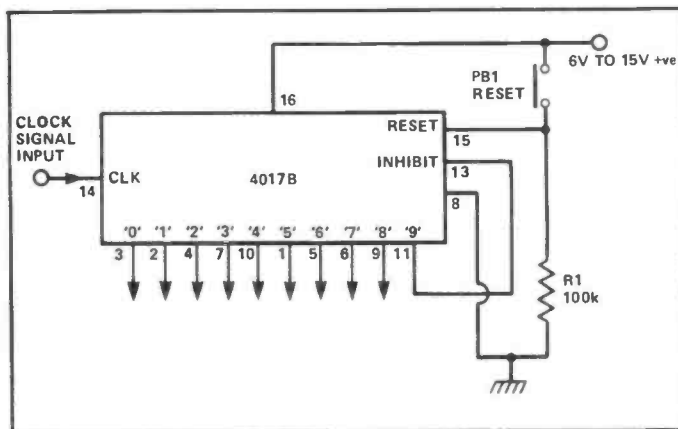 6V TO 15V +ve
PB1
RESET
16
CLOCK
SIGNAL
INPUT
RESET
15
INHIBIT
13
14
CLK
4017B
8
'0' '1' '2' '3' '4' '5' '6' '7' '8' '9'
3 2 4 7 10 1 5 6 9 11
R1
100k